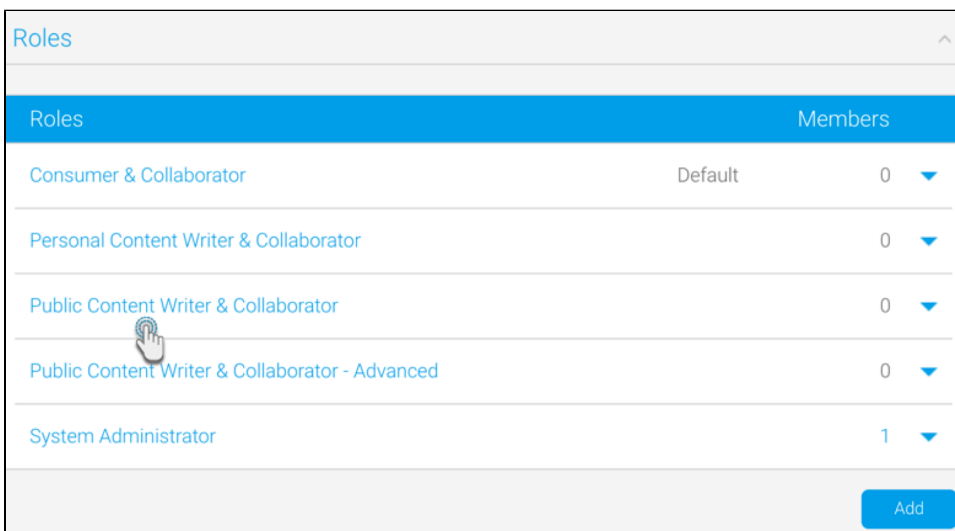 Roles
Roles Members
Consumer & Collaborator Default 0
Personal Content Writer & Collaborator 0
Public Content Writer & Collaborator 0
Public Content Writer & Collaborator - Advanced 0
System Administrator 1
Add